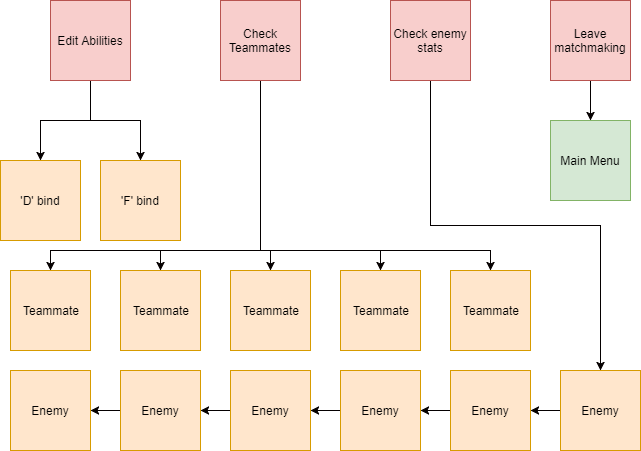 Edit Abilities
Check
Teammates
Check enemy
stats
Leave
matchmaking
Main Menu
'D' bind
'F' bind
Teammate
Teammate
Teammate
Teammate
Teammate
Enemy
Enemy
Enemy
Enemy
Enemy
Enemy